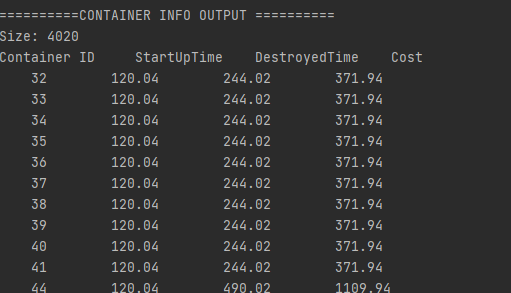 ==========CONTAINER INFO OUTPUT ==========
Size: 4020
Container ID     StartUpTime    DestroyedTime    Cost
    32        120.04        244.02        371.94
    33        120.04        244.02        371.94
    34        120.04        244.02        371.94
    35        120.04        244.02        371.94
    36        120.04        244.02        371.94
    37        120.04        244.02        371.94
    38        120.04        244.02        371.94
    39        120.04        244.02        371.94
    40        120.04        244.02        371.94
    41        120.04        244.02        371.94
    44        120.04        490.02        1109.94